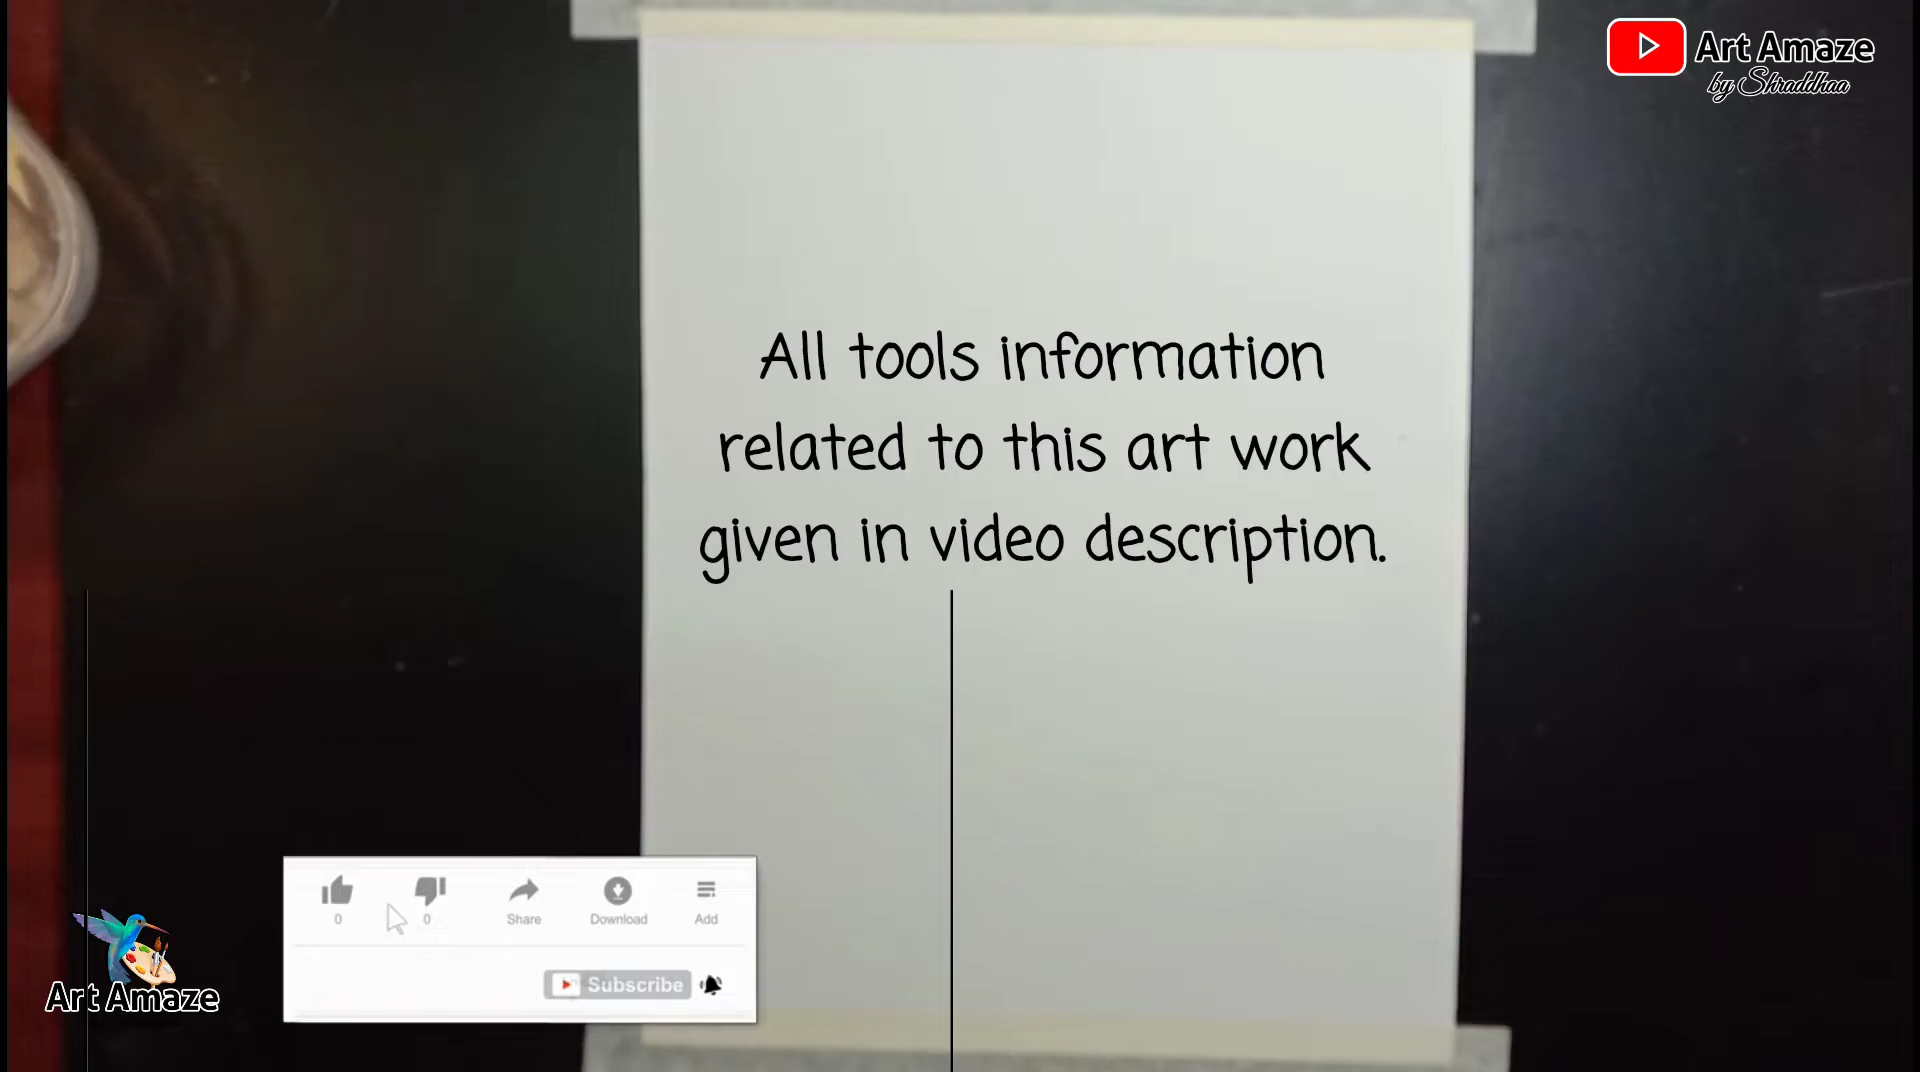 Art Amaze
by Shraddhaa
All tools information
related to this art work
given in video description.
0
0
Share
Download
Add
Subscribe
Art Amaze